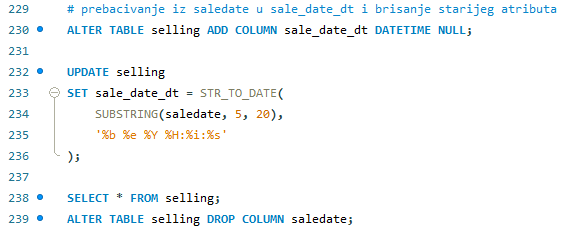 229 # prebacivanje iz saledate u sale_date_dt i brisanje starijeg atributa
230 ALTER TABLE selling ADD COLUMN sale_date_dt DATETIME NULL;
231
232 UPDATE selling
233 SET sale_date_dt = STR_TO_DATE(
234 SUBSTRING(saledate, 5, 20),
235 '%b %e %Y %H:%i:%s'
236 );
237
238 SELECT * FROM selling;
239 ALTER TABLE selling DROP COLUMN saledate;